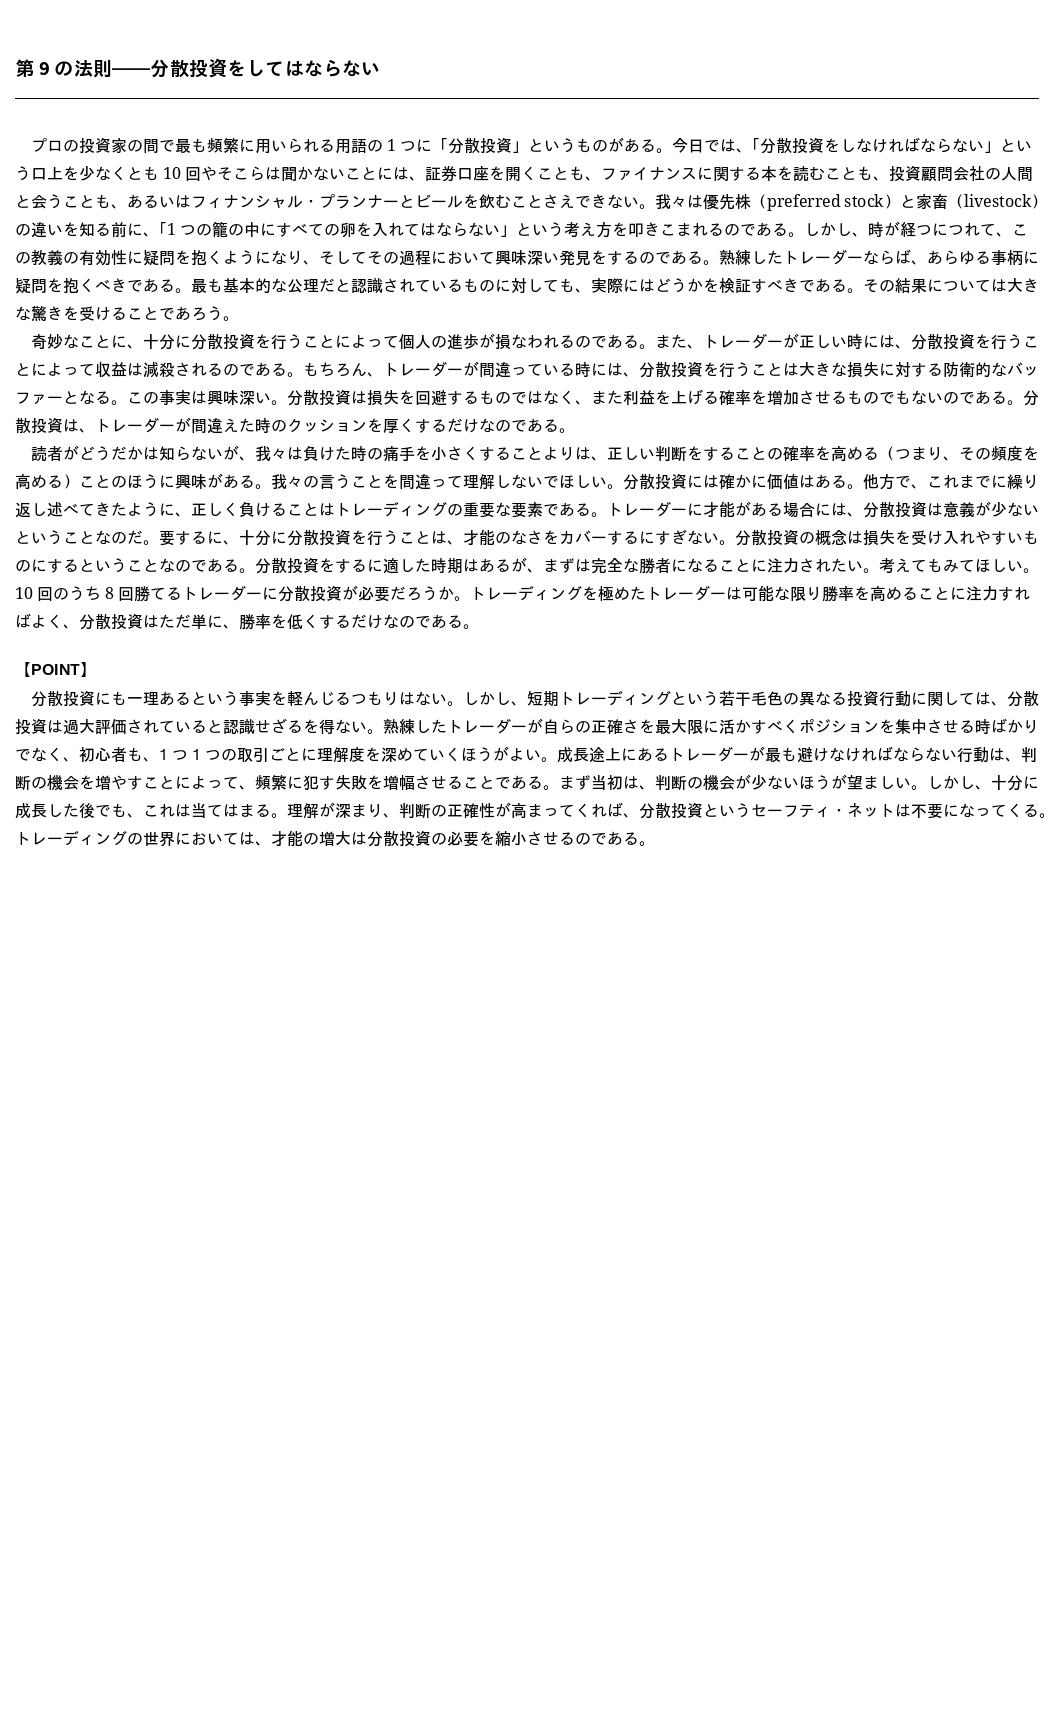 第 9 の法則――分散投資をしてはならない
　プロの投資家の間で最も頻繁に用いられる用語の 1 つに「分散投資」というものがある。今日では、「分散投資をしなければならない」とい
う口上を少なくとも 10 回やそこらは聞かないことには、証券口座を開くことも、ファイナンスに関する本を読むことも、投資顧問会社の人間
と会うことも、あるいはフィナンシャル・プランナーとビールを飲むことさえできない。我々は優先株（preferred stock）と家畜（livestock）
の違いを知る前に、「1 つの籠の中にすべての卵を入れてはならない」という考え方を叩きこまれるのである。しかし、時が経つにつれて、こ
の教義の有効性に疑問を抱くようになり、そしてその過程において興味深い発見をするのである。熟練したトレーダーならば、あらゆる事柄に
疑問を抱くべきである。最も基本的な公理だと認識されているものに対しても、実際にはどうかを検証すべきである。その結果については大き
な驚きを受けることであろう。
　奇妙なことに、十分に分散投資を行うことによって個人の進歩が損なわれるのである。また、トレーダーが正しい時には、分散投資を行うこ
とによって収益は減殺されるのである。もちろん、トレーダーが間違っている時には、分散投資を行うことは大きな損失に対する防衛的なバッ
ファーとなる。この事実は興味深い。分散投資は損失を回避するものではなく、また利益を上げる確率を増加させるものでもないのである。分
散投資は、トレーダーが間違えた時のクッションを厚くするだけなのである。
　読者がどうだかは知らないが、我々は負けた時の痛手を小さくすることよりは、正しい判断をすることの確率を高める（つまり、その頻度を
高める）ことのほうに興味がある。我々の言うことを間違って理解しないでほしい。分散投資には確かに価値はある。他方で、これまでに繰り
返し述べてきたように、正しく負けることはトレーディングの重要な要素である。トレーダーに才能がある場合には、分散投資は意義が少ない
ということなのだ。要するに、十分に分散投資を行うことは、才能のなさをカバーするにすぎない。分散投資の概念は損失を受け入れやすいも
のにするということなのである。分散投資をするに適した時期はあるが、まずは完全な勝者になることに注力されたい。考えてもみてほしい。
10 回のうち 8 回勝てるトレーダーに分散投資が必要だろうか。トレーディングを極めたトレーダーは可能な限り勝率を高めることに注力すれ
ばよく、分散投資はただ単に、勝率を低くするだけなのである。
【POINT】
　分散投資にも一理あるという事実を軽んじるつもりはない。しかし、短期トレーディングという若干毛色の異なる投資行動に関しては、分散
投資は過大評価されていると認識せざるを得ない。熟練したトレーダーが自らの正確さを最大限に活かすべくポジションを集中させる時ばかり
でなく、初心者も、1 つ 1 つの取引ごとに理解度を深めていくほうがよい。成長途上にあるトレーダーが最も避けなければならない行動は、判
断の機会を増やすことによって、頻繁に犯す失敗を増幅させることである。まず当初は、判断の機会が少ないほうが望ましい。しかし、十分に
成長した後でも、これは当てはまる。理解が深まり、判断の正確性が高まってくれば、分散投資というセーフティ・ネットは不要になってくる。
トレーディングの世界においては、才能の増大は分散投資の必要を縮小させるのである。